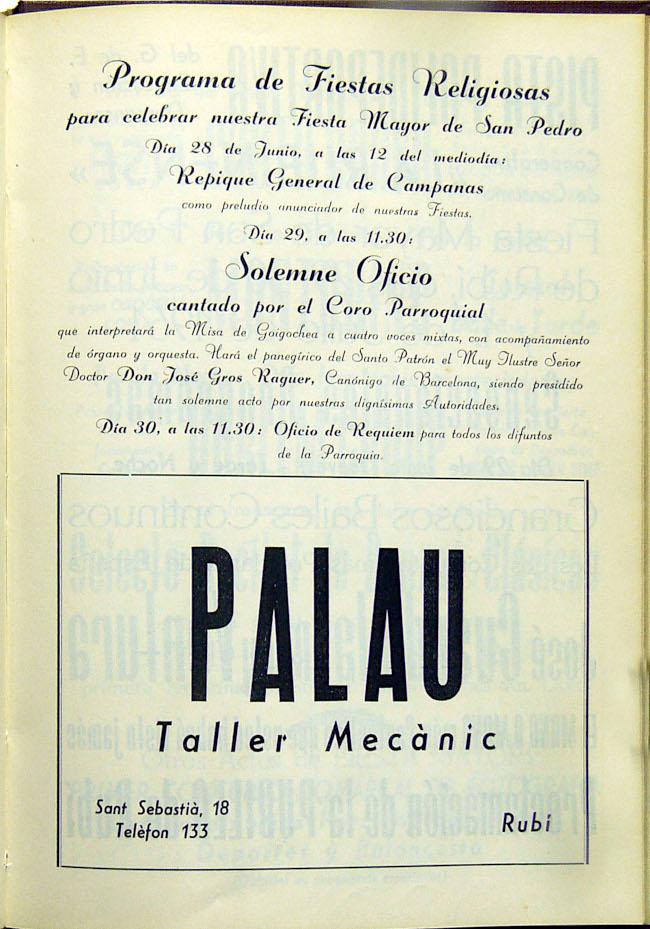 Programa de Fiestas Religiosas
para celebrar nuestra Fiesta Mayor de San Pedro
Día 28 de Junio, a las 12 del mediodía:
Repique General de Campanas
como preludio anunciador de nuestras Fiestas.
Día 29, a las 11.30:
Solemne Oficio
cantado por el Coro Parroquial
que interpretará la Misa de Goigochea a cuatro voces mixtas, con acompañamiento
de órgano y orquesta. Hará el panegírico del Santo Patrón el Muy Ilustre Señor
Doctor Don José Gros Raguer, Canónigo de Barcelona, siendo presidido
tan solemne acto por nuestras dignísimas Autoridades.
Día 30, a las 11.30: Oficio de Requiem para todos los difuntos
de la Parroquia.
PALAU
Taller Mecànic
Sant Sebastià, 18
Telèfon 133
Rubí